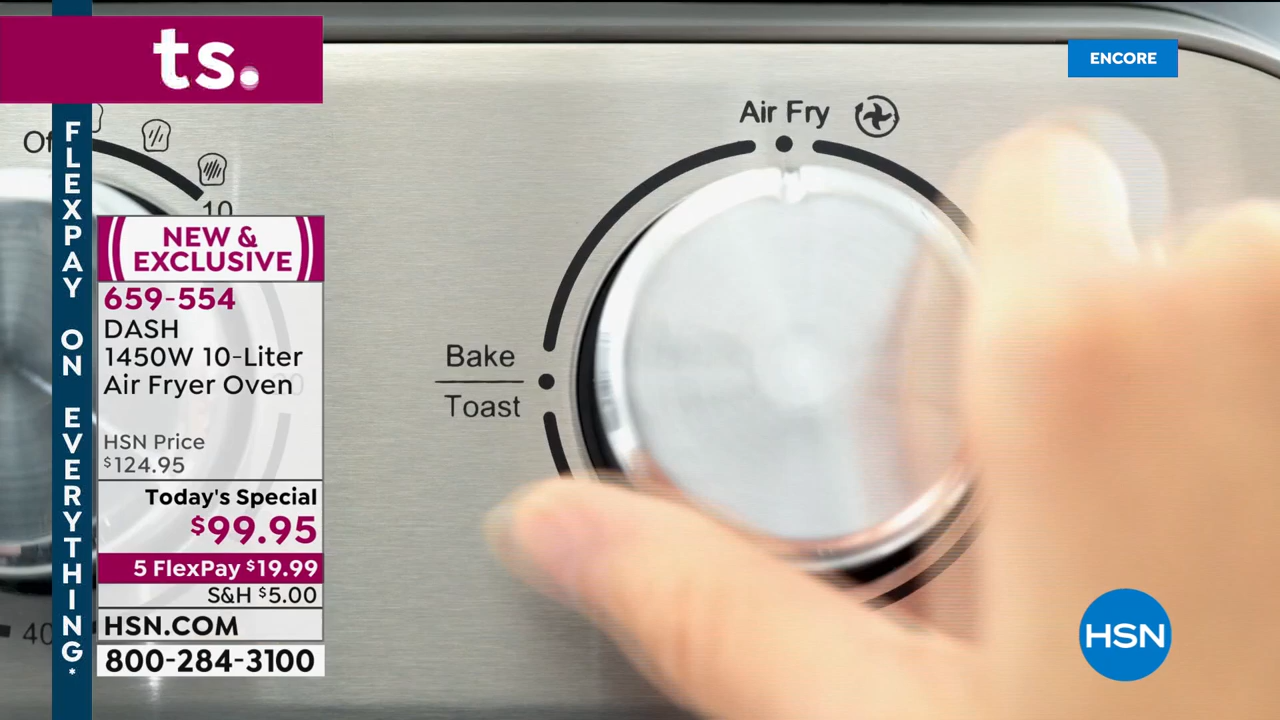 ts.
ENCORE
FLEXPAY ON EVERYTHING*
Air Fry
10
NEW &
EXCLUSIVE
659-554
DASH
1450W 10-Liter
Air Fryer Oven
HSN Price
$124.95
Today's Special
$99.95
5 FlexPay $19.99
S&H $5.00
HSN.COM
800-284-3100
Bake
Toast
40
HSN